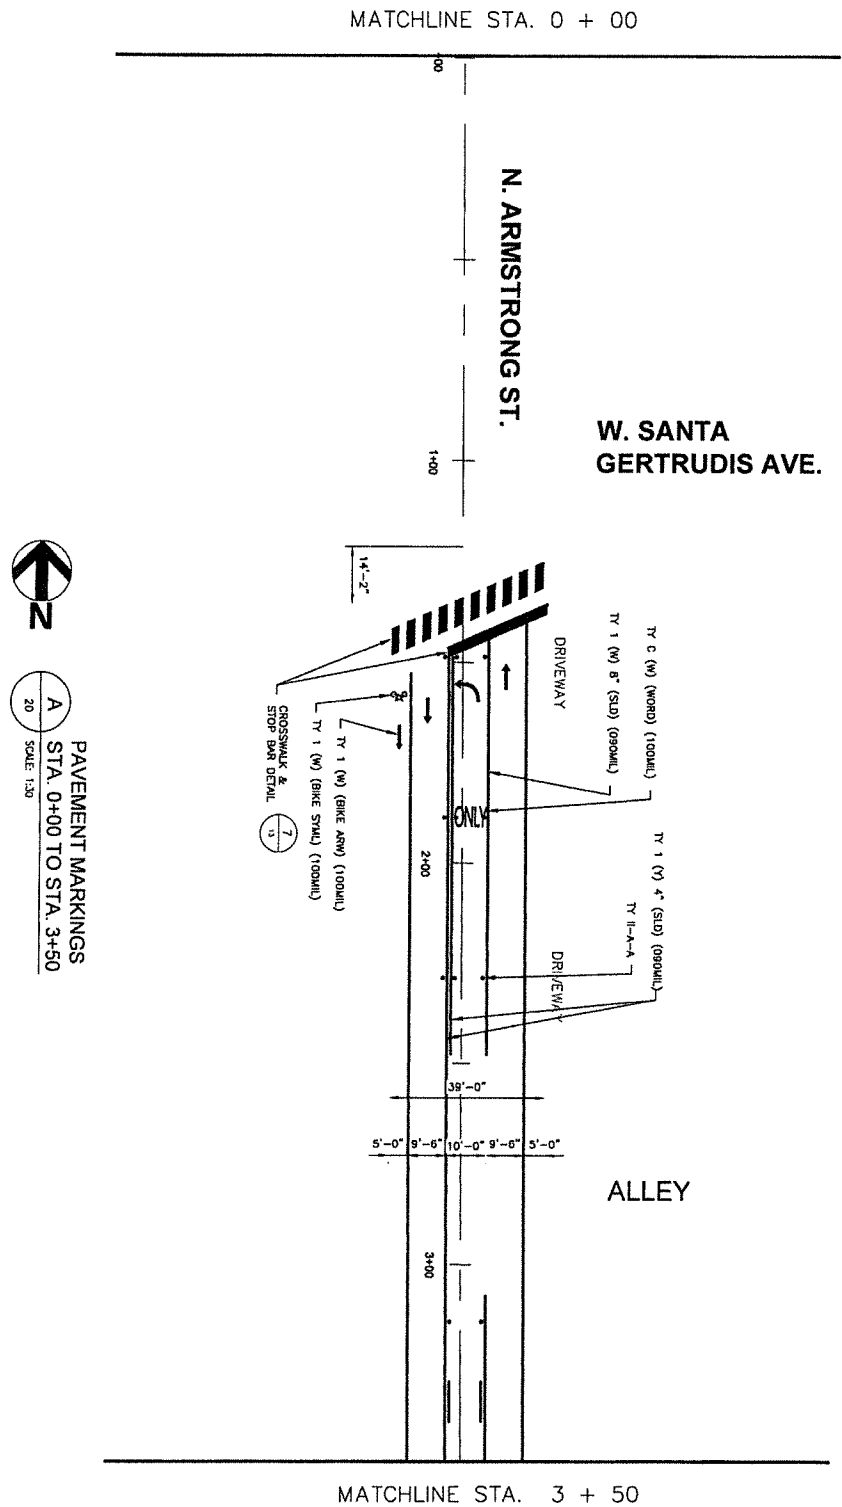 MATCHLINE STA. 0 + 00
N. ARMSTRONG ST.
W. SANTA
GERTRUDIS AVE.
1+00
14'-2"
TY C (W) (WORD) (100MIL)
TY 1 (W) 8" (SLD) (090MIL)
DRIVEWAY
TY 1 (Y) 4" (SLD) (090MIL)
TY II-A-A
DRIVEWAY
ONLY
2+00
CROSSWALK &
STOP BAR DETAIL
7
13
TY 1 (W) (BIKE ARW) (100MIL)
TY 1 (W) (BIKE SYML) (100MIL)
N
A
20
PAVEMENT MARKINGS
STA. 0+00 TO STA. 3+50
SCALE: 1:30
39'-0"
5'-0"
9'-6"
10'-0"
9'-6"
5'-0"
ALLEY
3+00
MATCHLINE STA. 3 + 50